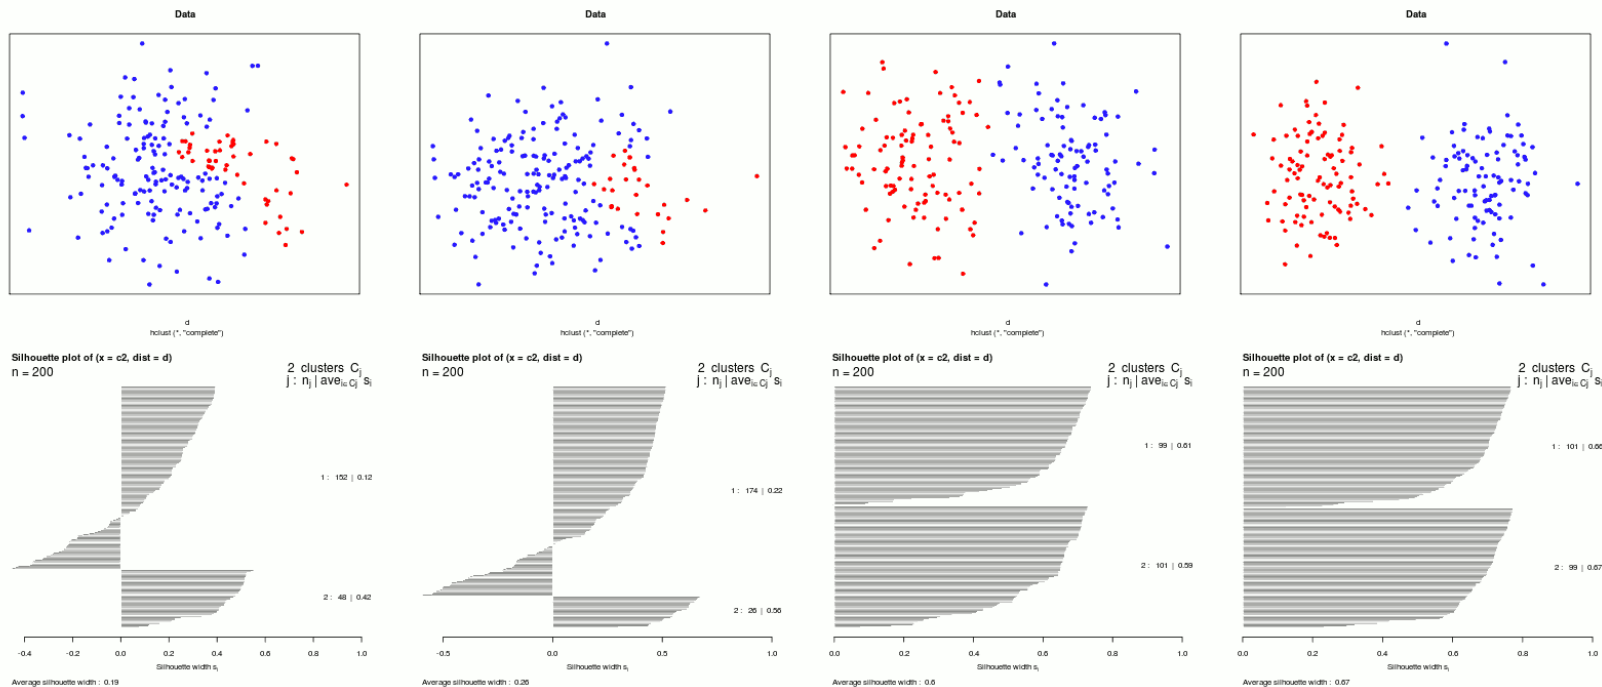 Data
Data
Data
Data
d
hclust (*, "complete")
d
hclust (*, "complete")
d
hclust (*, "complete")
d
hclust (*, "complete")
Silhouette plot of (x = c2, dist = d)
n = 200
2 clusters Cj
j : nj | avei∈Cj si
1 : 152 | 0.12
2 : 48 | 0.42
-0.4 -0.2 0.0 0.2 0.4 0.6 0.8 1.0
Silhouette width si
Average silhouette width : 0.19
Silhouette plot of (x = c2, dist = d)
n = 200
2 clusters Cj
j : nj | avei∈Cj si
1 : 174 | 0.22
2 : 26 | 0.56
-0.5 0.0 0.5 1.0
Silhouette width si
Average silhouette width : 0.26
Silhouette plot of (x = c2, dist = d)
n = 200
2 clusters Cj
j : nj | avei∈Cj si
1 : 99 | 0.61
2 : 101 | 0.59
0.0 0.2 0.4 0.6 0.8 1.0
Silhouette width si
Average silhouette width : 0.6
Silhouette plot of (x = c2, dist = d)
n = 200
2 clusters Cj
j : nj | avei∈Cj si
1 : 101 | 0.66
2 : 99 | 0.67
0.0 0.2 0.4 0.6 0.8 1.0
Silhouette width si
Average silhouette width : 0.67